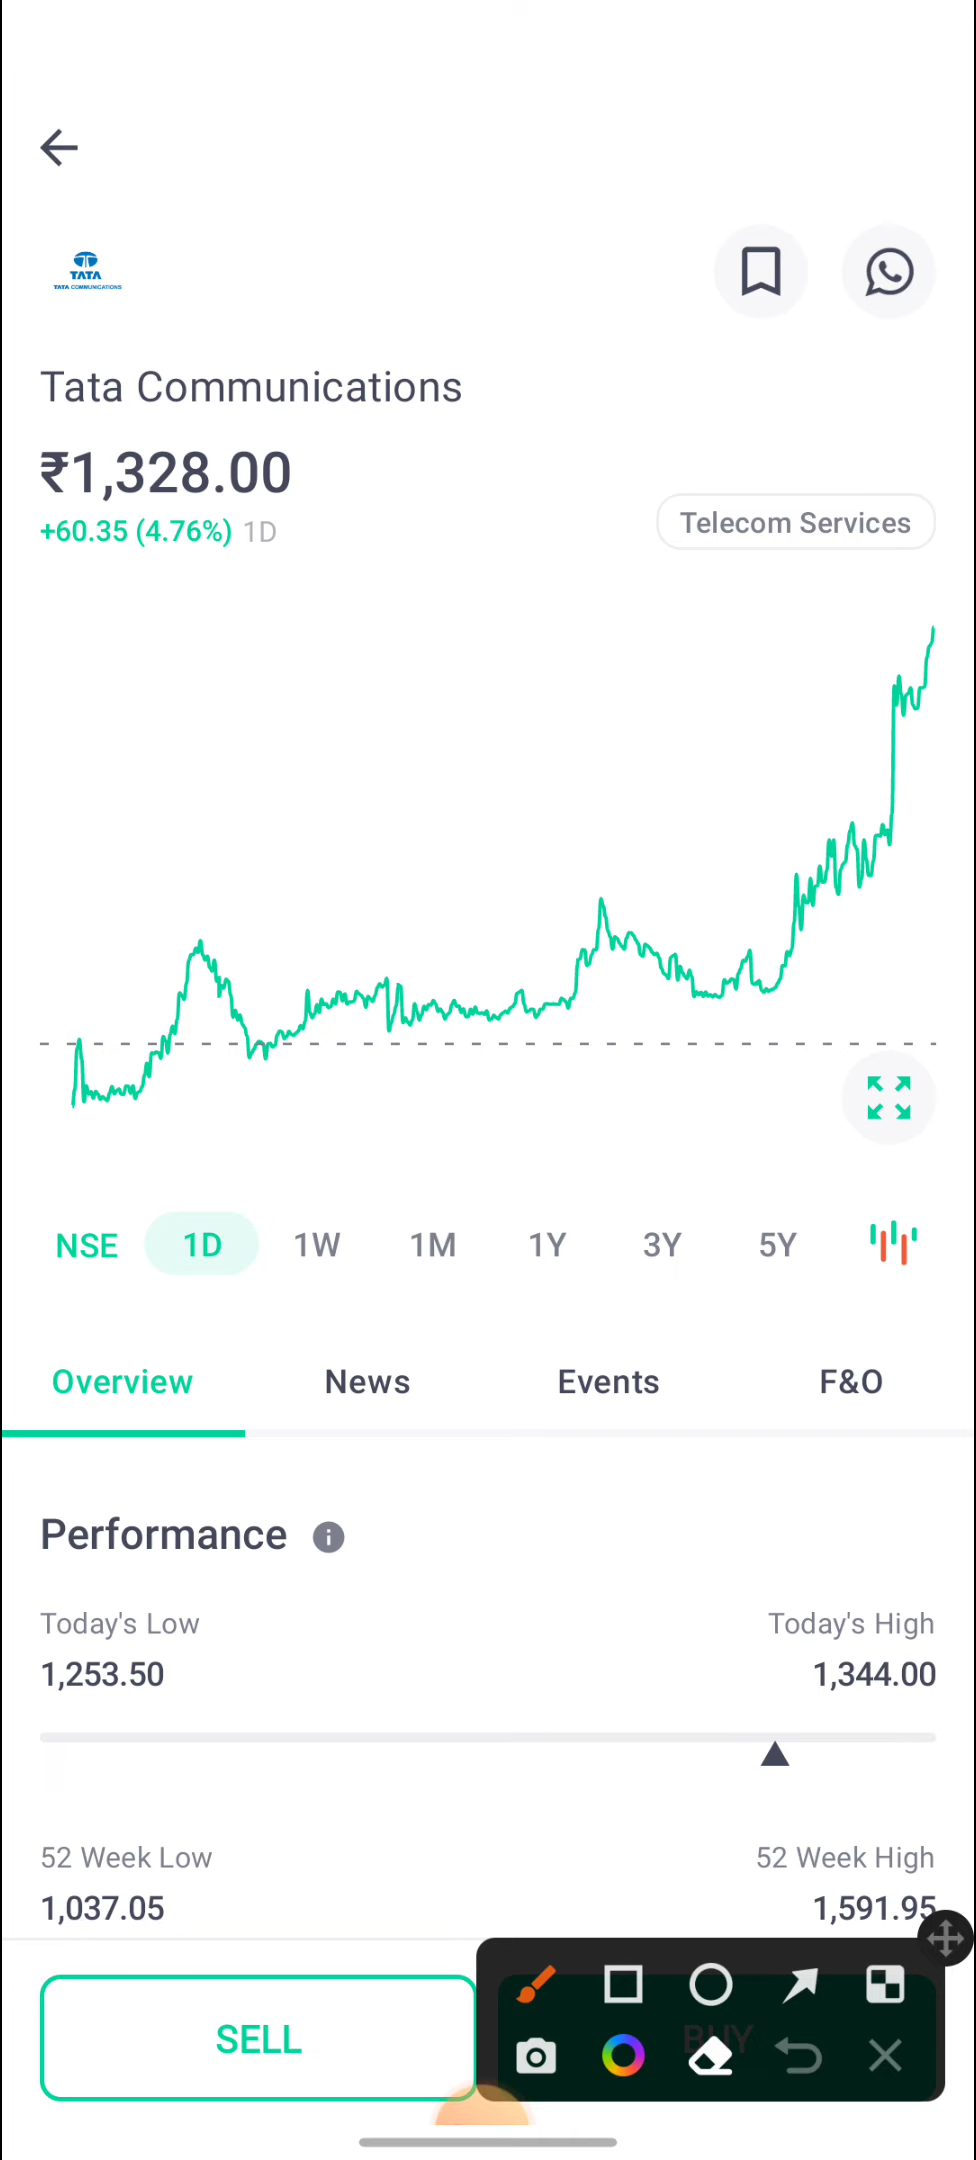 TATA
TATA COMMUNICATIONS
Tata Communications
₹1,328.00
+60.35 (4.76%) 1D
Telecom Services
NSE 1D 1W 1M 1Y 3Y 5Y
Overview News Events F&O
Performance
Today's Low Today's High
1,253.50 1,344.00
52 Week Low 52 Week High
1,037.05 1,591.95
SELL BUY